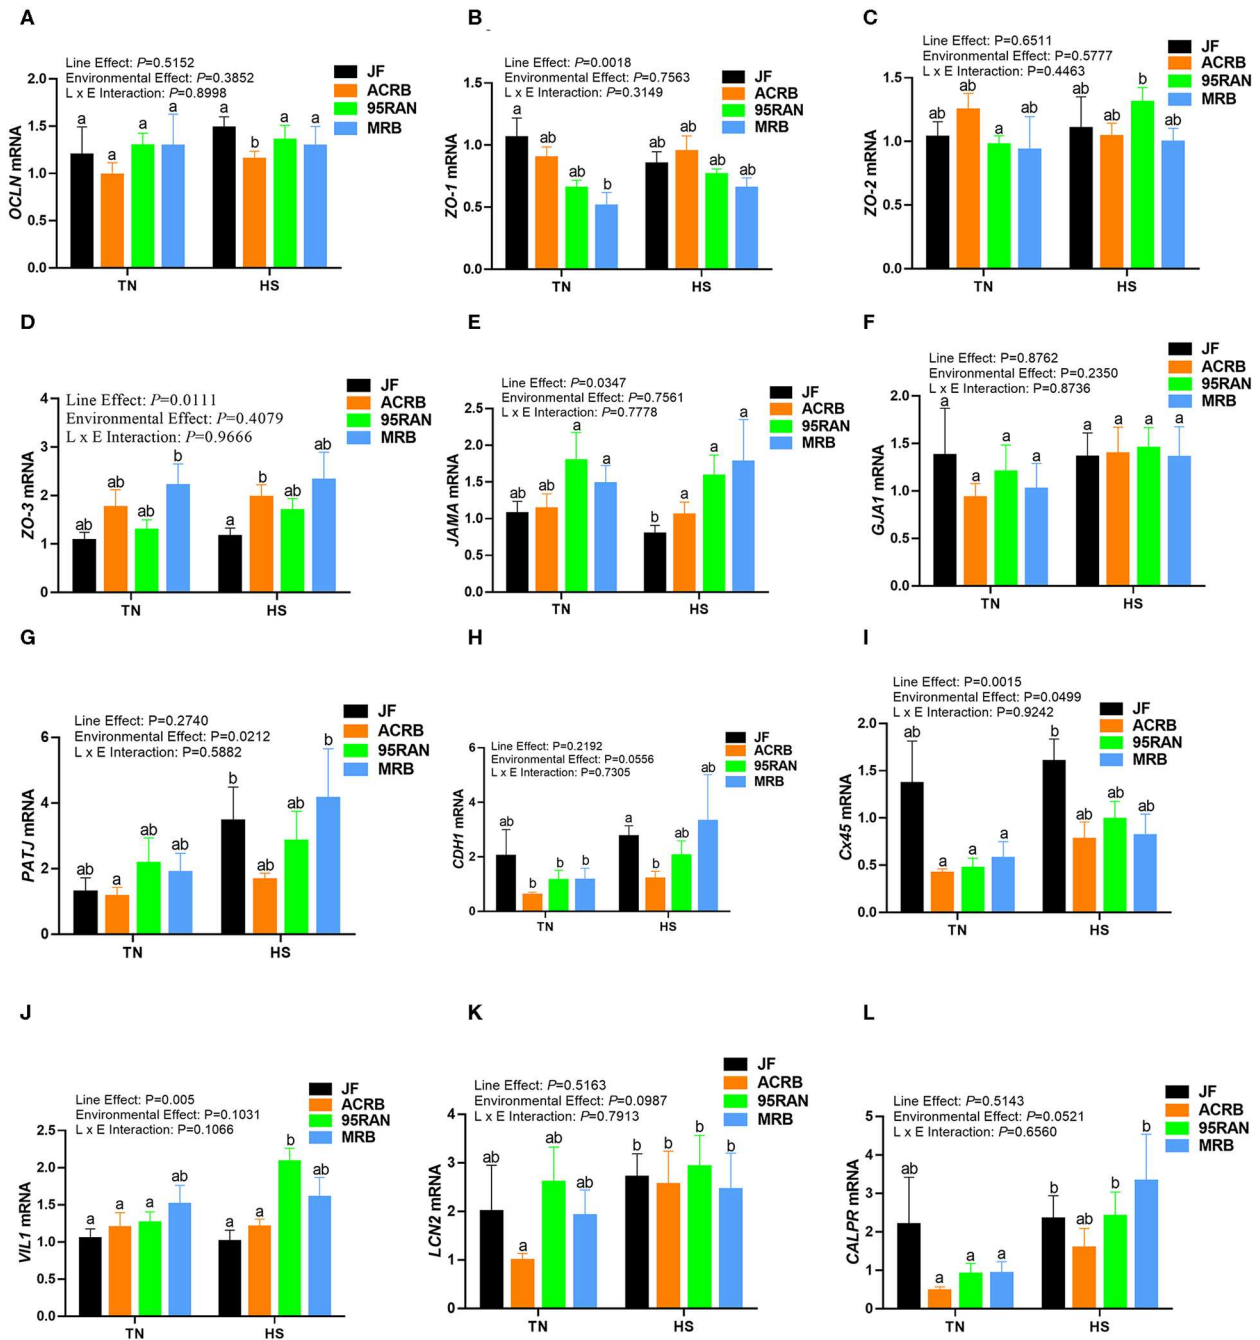 A
Line Effect: P=0.5152
Environmental Effect: P=0.3852
L x E Interaction: P=0.8998
JF
ACRB
95RAN
MRB
OCLN mRNA
2.0
1.5
1.0
0.5
0.0
a a a a a b a a
TN HS
B
Line Effect: P=0.0018
Environmental Effect: P=0.7563
L x E Interaction: P=0.3149
JF
ACRB
95RAN
MRB
ZO-1 mRNA
1.5
1.0
0.5
0.0
a ab ab b ab ab ab ab
TN HS
C
Line Effect: P=0.6511
Environmental Effect: P=0.5777
L x E Interaction: P=0.4463
JF
ACRB
95RAN
MRB
ZO-2 mRNA
1.5
1.0
0.5
0.0
ab ab a ab ab ab b ab
TN HS
D
Line Effect: P=0.0111
Environmental Effect: P=0.4079
L x E Interaction: P=0.9666
JF
ACRB
95RAN
MRB
ZO-3 mRNA
4
3
2
1
0
ab ab ab b a b ab ab
TN HS
E
Line Effect: P=0.0347
Environmental Effect: P=0.7561
L x E Interaction: P=0.7778
JF
ACRB
95RAN
MRB
JAMA mRNA
2.5
2.0
1.5
1.0
0.5
0.0
ab ab a a b a a a
TN HS
F
Line Effect: P=0.8762
Environmental Effect: P=0.2350
L x E Interaction: P=0.8736
JF
ACRB
95RAN
MRB
GJA1 mRNA
2.0
1.5
1.0
0.5
0.0
a a a a a a a a
TN HS
G
Line Effect: P=0.2740
Environmental Effect: P=0.0212
L x E Interaction: P=0.5882
JF
ACRB
95RAN
MRB
PATJ mRNA
6
4
2
0
ab a ab ab b ab ab b
TN HS
H
Line Effect: P=0.2192
Environmental Effect: P=0.0556
L x E Interaction: P=0.7305
JF
ACRB
95RAN
MRB
CDH1 mRNA
6
4
2
0
ab b b b a b ab ab
TN HS
I
Line Effect: P=0.0015
Environmental Effect: P=0.0499
L x E Interaction: P=0.9242
JF
ACRB
95RAN
MRB
Cx45 mRNA
2.0
1.5
1.0
0.5
0.0
ab a a a b ab ab ab
TN HS
J
Line Effect: P=0.005
Environmental Effect: P=0.1031
L x E Interaction: P=0.1066
JF
ACRB
95RAN
MRB
VIL1 mRNA
2.5
2.0
1.5
1.0
0.5
0.0
a a a ab a a b ab
TN HS
K
Line Effect: P=0.5163
Environmental Effect: P=0.0987
L x E Interaction: P=0.7913
JF
ACRB
95RAN
MRB
LCN2 mRNA
4
3
2
1
0
ab a ab ab b b b b
TN HS
L
Line Effect: P=0.5143
Environmental Effect: P=0.0521
L x E Interaction: P=0.6560
JF
ACRB
95RAN
MRB
CALPR mRNA
5
4
3
2
1
0
ab a a a b ab b b
TN HS